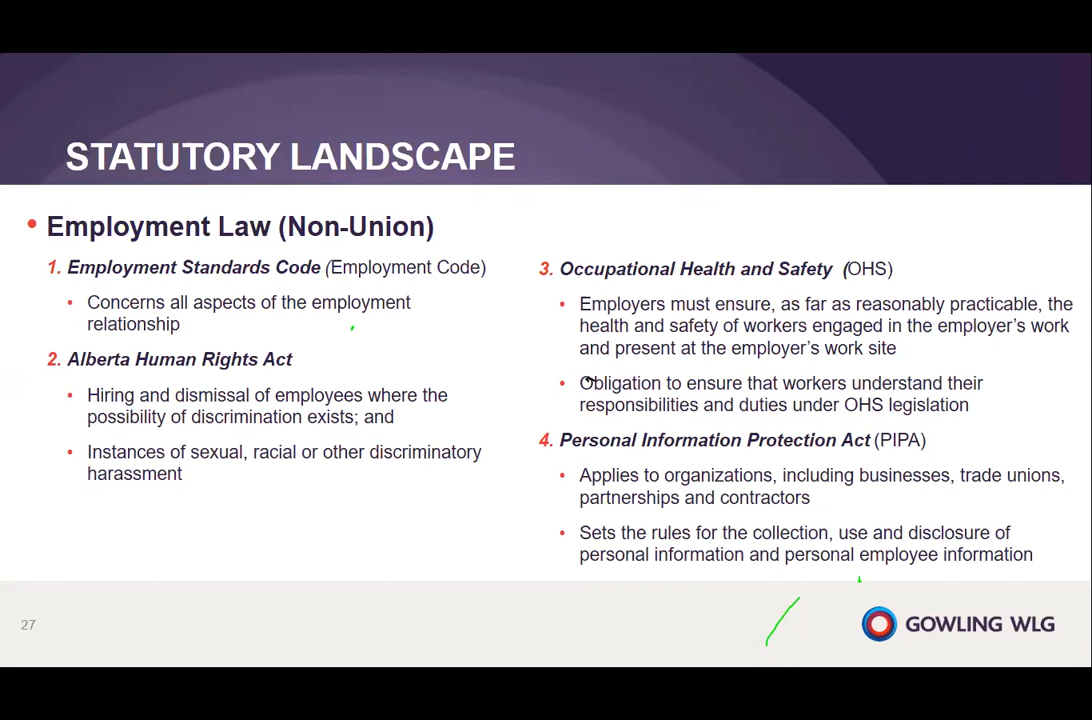 STATUTORY LANDSCAPE
• Employment Law (Non-Union)
1. Employment Standards Code (Employment Code)
• Concerns all aspects of the employment
relationship
2. Alberta Human Rights Act
• Hiring and dismissal of employees where the
possibility of discrimination exists; and
• Instances of sexual, racial or other discriminatory
harassment
3. Occupational Health and Safety (OHS)
• Employers must ensure, as far as reasonably practicable, the
health and safety of workers engaged in the employer's work
and present at the employer's work site
• Obligation to ensure that workers understand their
responsibilities and duties under OHS legislation
4. Personal Information Protection Act (PIPA)
• Applies to organizations, including businesses, trade unions,
partnerships and contractors
• Sets the rules for the collection, use and disclosure of
personal information and personal employee information
27
GOWLING WLG